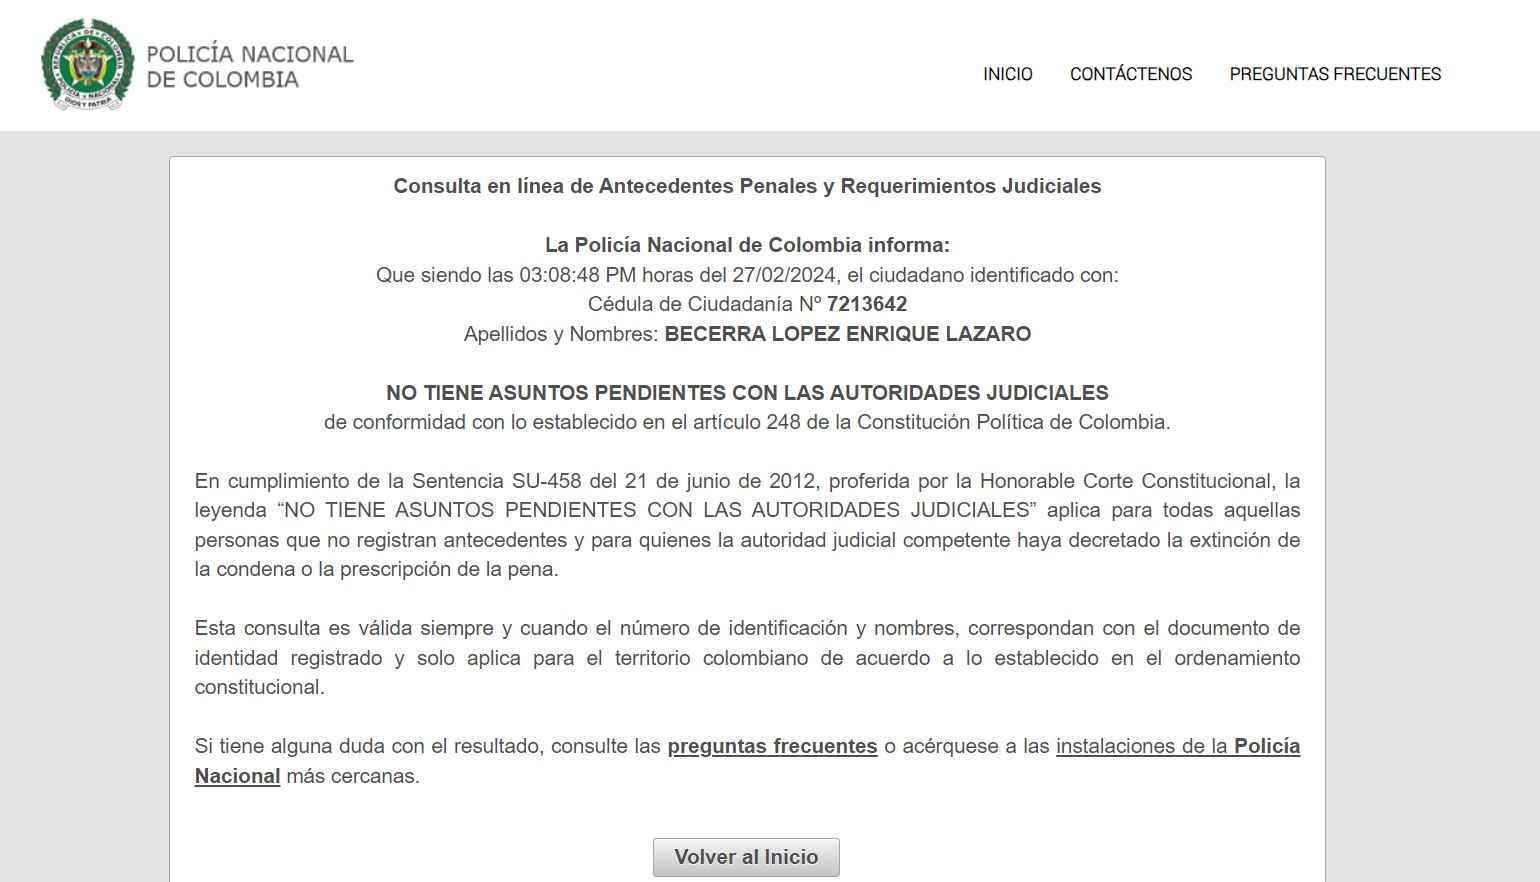 REPÚBLICA DE COLOMBIA
POLICÍA NACIONAL
DIOS Y PATRIA
POLICÍA NACIONAL
DE COLOMBIA
INICIO CONTÁCTENOS PREGUNTAS FRECUENTES
Consulta en línea de Antecedentes Penales y Requerimientos Judiciales
La Policía Nacional de Colombia informa:
Que siendo las 03:08:48 PM horas del 27/02/2024, el ciudadano identificado con:
Cédula de Ciudadanía Nº 7213642
Apellidos y Nombres: BECERRA LOPEZ ENRIQUE LAZARO
NO TIENE ASUNTOS PENDIENTES CON LAS AUTORIDADES JUDICIALES
de conformidad con lo establecido en el artículo 248 de la Constitución Política de Colombia.
En cumplimiento de la Sentencia SU-458 del 21 de junio de 2012, proferida por la Honorable Corte Constitucional, la
leyenda “NO TIENE ASUNTOS PENDIENTES CON LAS AUTORIDADES JUDICIALES” aplica para todas aquellas
personas que no registran antecedentes y para quienes la autoridad judicial competente haya decretado la extinción de
la condena o la prescripción de la pena.
Esta consulta es válida siempre y cuando el número de identificación y nombres, correspondan con el documento de
identidad registrado y solo aplica para el territorio colombiano de acuerdo a lo establecido en el ordenamiento
constitucional.
Si tiene alguna duda con el resultado, consulte las preguntas frecuentes o acérquese a las instalaciones de la Policía
Nacional más cercanas.
Volver al Inicio